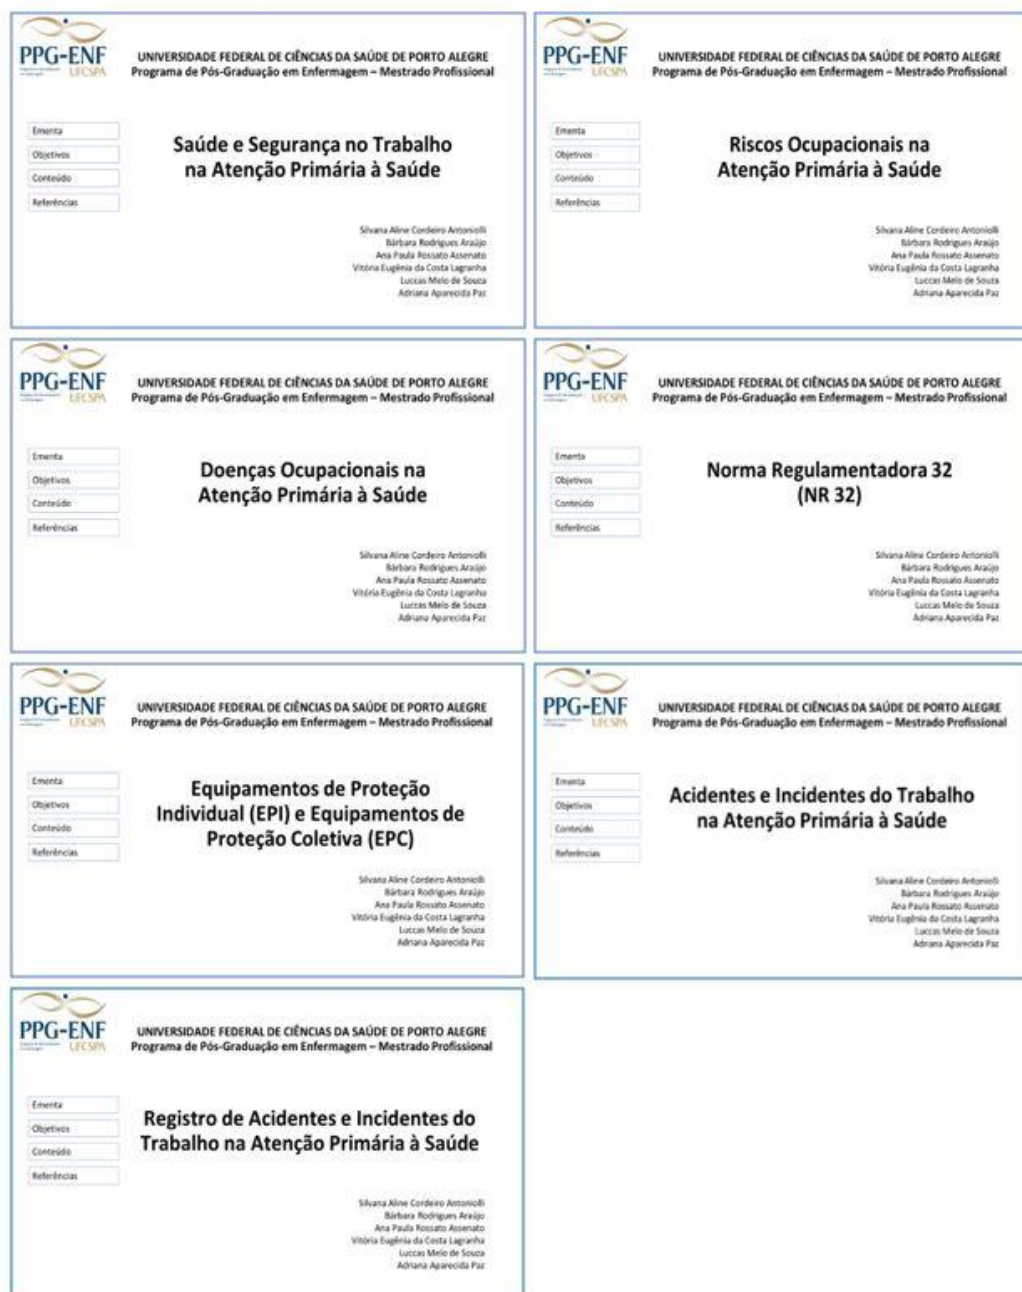 PPG-ENF
UFCSPA
UNIVERSIDADE FEDERAL DE CIÊNCIAS DA SAÚDE DE PORTO ALEGRE
Programa de Pós-Graduação em Enfermagem – Mestrado Profissional
Ementa
Objetivos
Conteúdo
Referências
Saúde e Segurança no Trabalho
na Atenção Primária à Saúde
Silvana Aline Cordeiro Antoniolli
Bárbara Rodrigues Araújo
Ana Paula Rossato Assenato
Vitória Eugênia da Costa Lagranha
Luccas Melo de Souza
Adriana Aparecida Paz
PPG-ENF
UFCSPA
UNIVERSIDADE FEDERAL DE CIÊNCIAS DA SAÚDE DE PORTO ALEGRE
Programa de Pós-Graduação em Enfermagem – Mestrado Profissional
Ementa
Objetivos
Conteúdo
Referências
Riscos Ocupacionais na
Atenção Primária à Saúde
Silvana Aline Cordeiro Antoniolli
Bárbara Rodrigues Araújo
Ana Paula Rossato Assenato
Vitória Eugênia da Costa Lagranha
Luccas Melo de Souza
Adriana Aparecida Paz
PPG-ENF
UFCSPA
UNIVERSIDADE FEDERAL DE CIÊNCIAS DA SAÚDE DE PORTO ALEGRE
Programa de Pós-Graduação em Enfermagem – Mestrado Profissional
Ementa
Objetivos
Conteúdo
Referências
Doenças Ocupacionais na
Atenção Primária à Saúde
Silvana Aline Cordeiro Antoniolli
Bárbara Rodrigues Araújo
Ana Paula Rossato Assenato
Vitória Eugênia da Costa Lagranha
Luccas Melo de Souza
Adriana Aparecida Paz
PPG-ENF
UFCSPA
UNIVERSIDADE FEDERAL DE CIÊNCIAS DA SAÚDE DE PORTO ALEGRE
Programa de Pós-Graduação em Enfermagem – Mestrado Profissional
Ementa
Objetivos
Conteúdo
Referências
Norma Regulamentadora 32
(NR 32)
Silvana Aline Cordeiro Antoniolli
Bárbara Rodrigues Araújo
Ana Paula Rossato Assenato
Vitória Eugênia da Costa Lagranha
Luccas Melo de Souza
Adriana Aparecida Paz
PPG-ENF
UFCSPA
UNIVERSIDADE FEDERAL DE CIÊNCIAS DA SAÚDE DE PORTO ALEGRE
Programa de Pós-Graduação em Enfermagem – Mestrado Profissional
Ementa
Objetivos
Conteúdo
Referências
Equipamentos de Proteção
Individual (EPI) e Equipamentos de
Proteção Coletiva (EPC)
Silvana Aline Cordeiro Antoniolli
Bárbara Rodrigues Araújo
Ana Paula Rossato Assenato
Vitória Eugênia da Costa Lagranha
Luccas Melo de Souza
Adriana Aparecida Paz
PPG-ENF
UFCSPA
UNIVERSIDADE FEDERAL DE CIÊNCIAS DA SAÚDE DE PORTO ALEGRE
Programa de Pós-Graduação em Enfermagem – Mestrado Profissional
Ementa
Objetivos
Conteúdo
Referências
Acidentes e Incidentes do Trabalho
na Atenção Primária à Saúde
Silvana Aline Cordeiro Antoniolli
Bárbara Rodrigues Araújo
Ana Paula Rossato Assenato
Vitória Eugênia da Costa Lagranha
Luccas Melo de Souza
Adriana Aparecida Paz
PPG-ENF
UFCSPA
UNIVERSIDADE FEDERAL DE CIÊNCIAS DA SAÚDE DE PORTO ALEGRE
Programa de Pós-Graduação em Enfermagem – Mestrado Profissional
Ementa
Objetivos
Conteúdo
Referências
Registro de Acidentes e Incidentes do
Trabalho na Atenção Primária à Saúde
Silvana Aline Cordeiro Antoniolli
Bárbara Rodrigues Araújo
Ana Paula Rossato Assenato
Vitória Eugênia da Costa Lagranha
Luccas Melo de Souza
Adriana Aparecida Paz